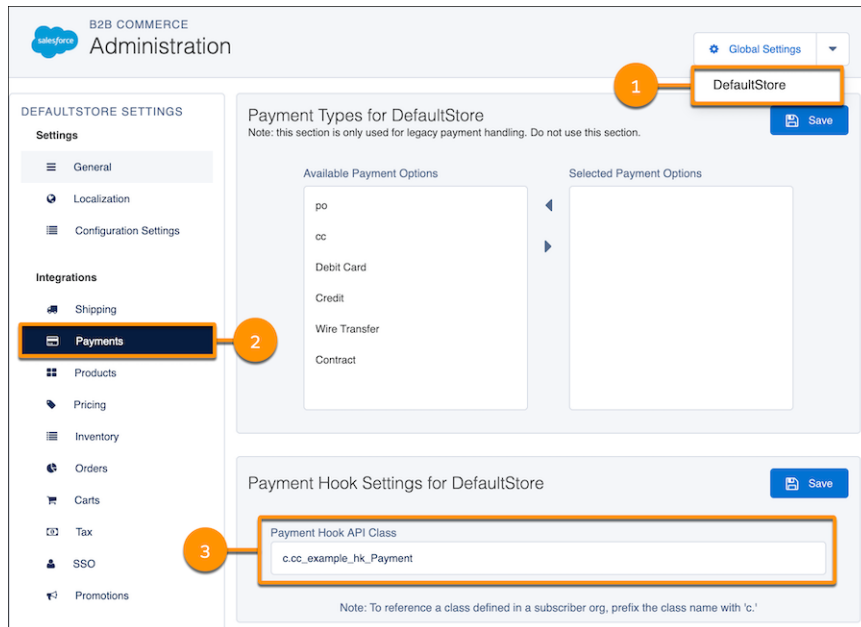 salesforce
B2B COMMERCE
Administration
Global Settings
1
DefaultStore
DEFAULTSTORE SETTINGS
Settings
General
Localization
Configuration Settings
Integrations
Shipping
Payments
2
Products
Pricing
Inventory
Orders
Carts
Tax
SSO
Promotions
Payment Types for DefaultStore
Note: this section is only used for legacy payment handling. Do not use this section.
Save
Available Payment Options
po
cc
Debit Card
Credit
Wire Transfer
Contract
Selected Payment Options
Payment Hook Settings for DefaultStore
Save
3
Payment Hook API Class
c.cc_example_hk_Payment
Note: To reference a class defined in a subscriber org, prefix the class name with 'c.'